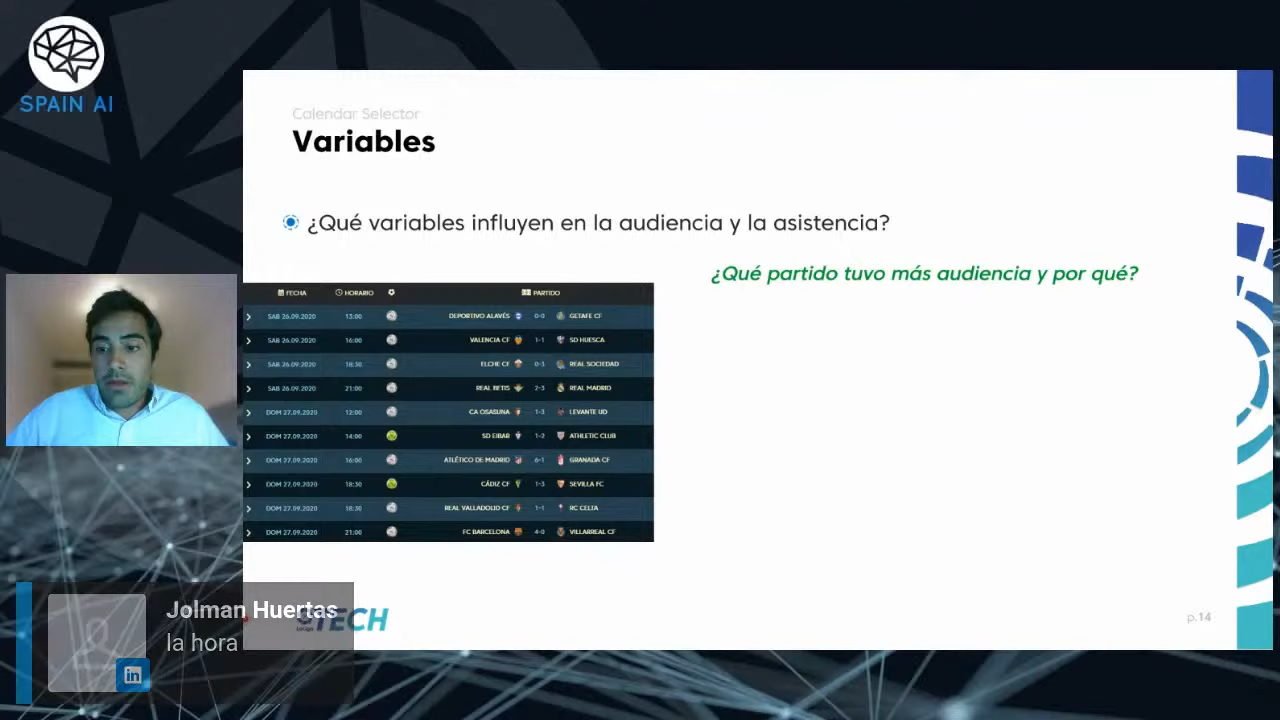 SPAIN AI
Calendar Selector
Variables
¿Qué variables influyen en la audiencia y la asistencia?
¿Qué partido tuvo más audiencia y por qué?
FECHA HORARIO PARTIDO
SAB 26.09.2020 13:00 DEPORTIVO ALAVÉS 0-0 GETAFE CF
SAB 26.09.2020 16:00 VALENCIA CF 1-1 SD HUESCA
SAB 26.09.2020 18:30 ELCHE CF 0-3 REAL SOCIEDAD
SAB 26.09.2020 21:00 REAL BETIS 2-3 REAL MADRID
DOM 27.09.2020 12:00 CA OSASUNA 1-3 LEVANTE UD
DOM 27.09.2020 14:00 SD EIBAR 1-2 ATHLETIC CLUB
DOM 27.09.2020 16:00 ATLÉTICO DE MADRID 6-1 GRANADA CF
DOM 27.09.2020 18:30 CÁDIZ CF 1-3 SEVILLA FC
DOM 27.09.2020 18:30 REAL VALLADOLID CF 1-1 RC CELTA
DOM 27.09.2020 21:00 FC BARCELONA 4-0 VILLARREAL CF
Jolman Huertas
la hora
in
TECH
p.14